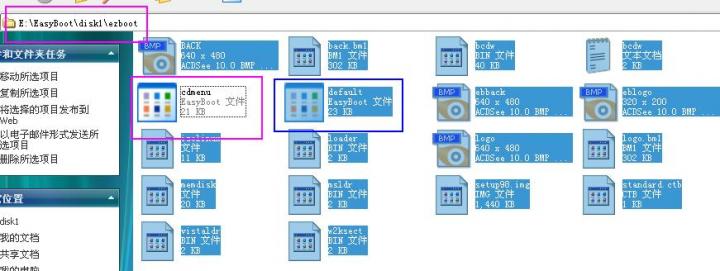 E:\EasyBoot\disk1\ezboot
件和文件夹任务
移动所选项目
复制所选项目
将选择的项目发布到
Web
以电子邮件形式发送所
选项目
删除所选项目
它位置
disk1
我的文档
共享文档
我的电脑
BACK
640 x 480
ACDSee 10.0 BMP ...
back.bml
BML 文件
302 KB
bcdw
BIN 文件
40 KB
bcdw
文本文档
2 KB
cdmenu
EasyBoot 文件
21 KB
default
EasyBoot 文件
23 KB
ebback
640 x 480
ACDSee 10.0 BMP ...
eblogo
320 x 200
ACDSee 10.0 BMP ...
isolinux
文件
11 KB
loader
BIN 文件
2 KB
logo
640 x 480
ACDSee 10.0 BMP ...
logo.bml
BML 文件
302 KB
memdisk
文件
20 KB
msldr
BIN 文件
2 KB
setup98.img
IMG 文件
1,440 KB
standard.ctb
CTB 文件
1 KB
vistaldr
BIN 文件
2 KB
w2ksect
BIN 文件
2 KB